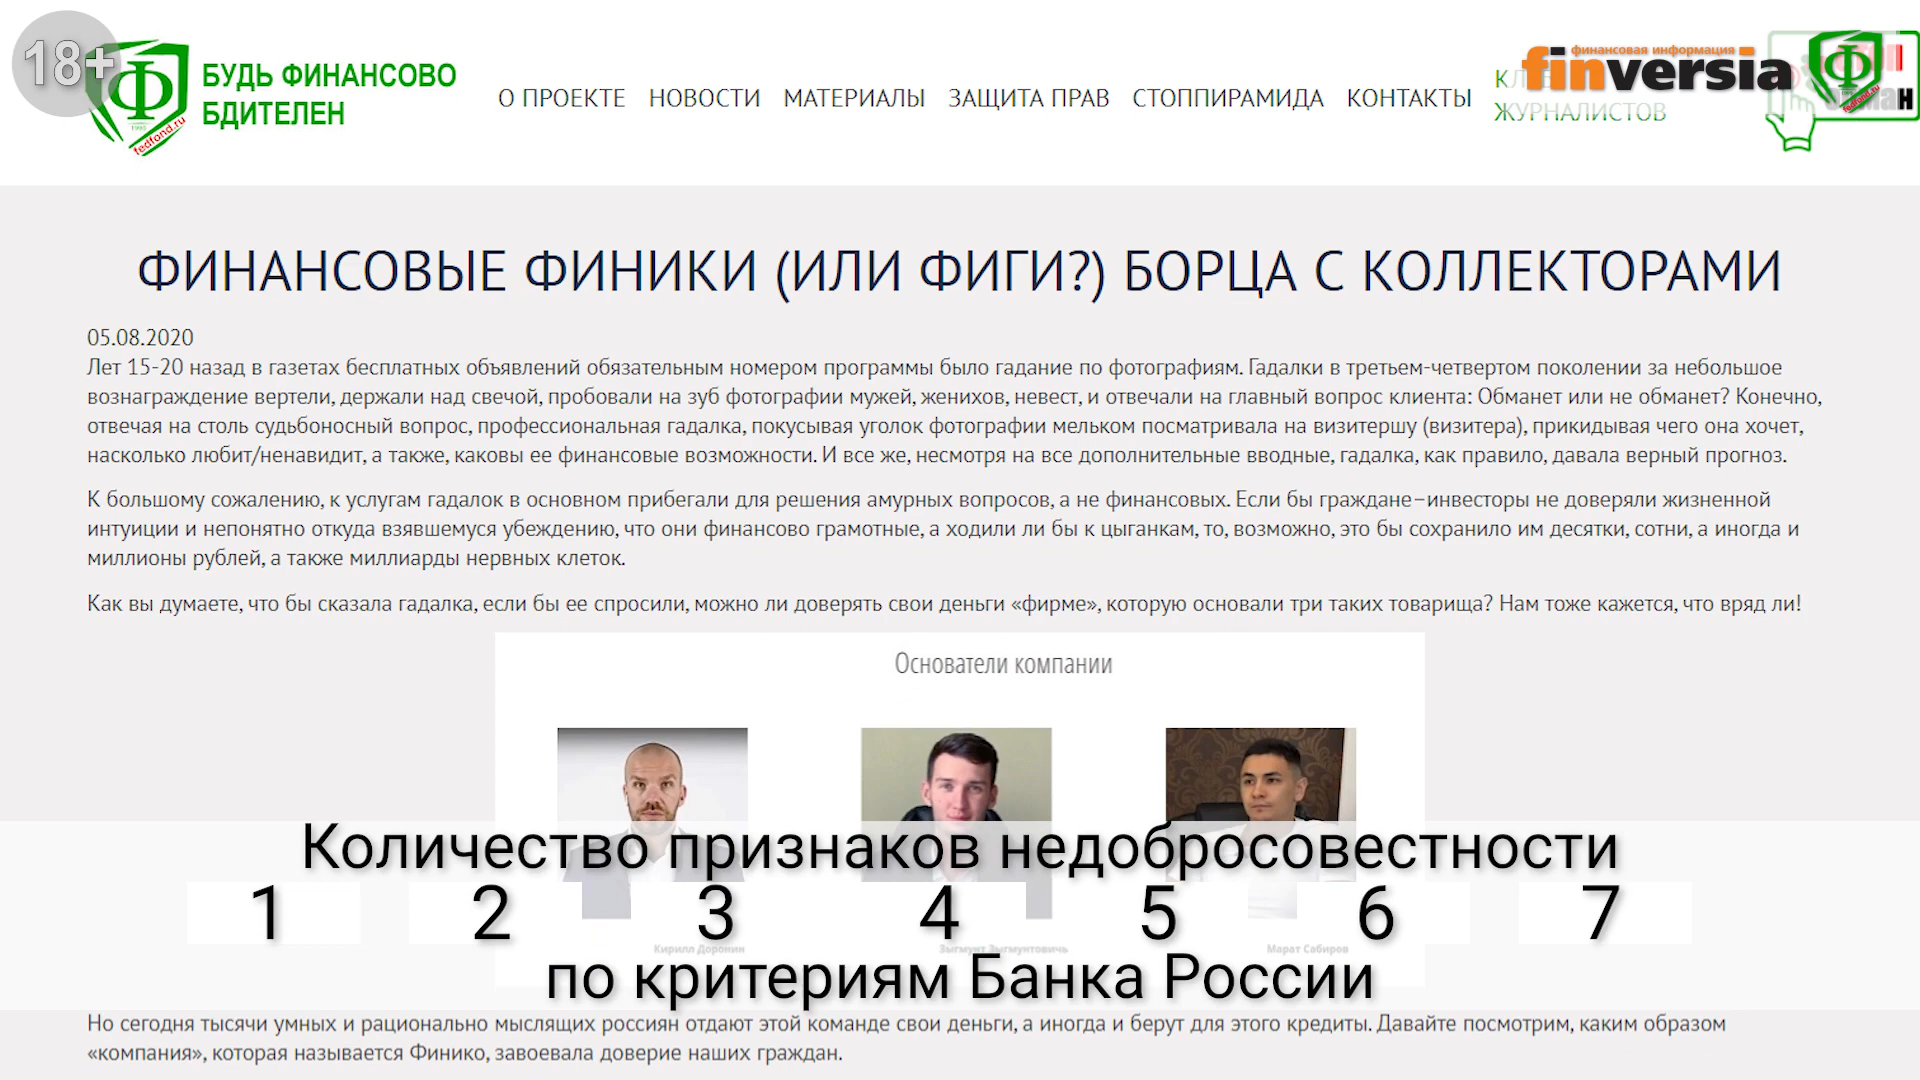 18+
БУДЬ ФИНАНСОВО
БДИТЕЛЕН
1995
fedfond.ru
О ПРОЕКТЕ НОВОСТИ МАТЕРИАЛЫ ЗАЩИТА ПРАВ СТОППИРАМИДА КОНТАКТЫ
ЖУРНАЛИСТОВ
финансовая информация
finversia
fedfond.ru
ФИНАНСОВЫЕ ФИНИКИ (ИЛИ ФИГИ?) БОРЦА С КОЛЛЕКТОРАМИ
05.08.2020
Лет 15-20 назад в газетах бесплатных объявлений обязательным номером программы было гадание по фотографиям. Гадалки в третьем-четвертом поколении за небольшое
вознаграждение вертели, держали над свечой, пробовали на зуб фотографии мужей, женихов, невест, и отвечали на главный вопрос клиента: Обманет или не обманет? Конечно,
отвечая на столь судьбоносный вопрос, профессиональная гадалка, покусывая уголок фотографии мельком посматривала на визитершу (визитера), прикидывая чего она хочет,
насколько любит/ненавидит, а также, каковы ее финансовые возможности. И все же, несмотря на все дополнительные вводные, гадалка, как правило, давала верный прогноз.
К большому сожалению, к услугам гадалок в основном прибегали для решения амурных вопросов, а не финансовых. Если бы граждане–инвесторы не доверяли жизненной
интуиции и непонятно откуда взявшемуся убеждению, что они финансово грамотные, а ходили ли бы к цыганкам, то, возможно, это бы сохранило им десятки, сотни, а иногда и
миллионы рублей, а также миллиарды нервных клеток.
Как вы думаете, что бы сказала гадалка, если бы ее спросили, можно ли доверять свои деньги «фирме», которую основали три таких товарища? Нам тоже кажется, что вряд ли!
Основатели компании
Количество признаков недобросовестности
1 2 3 4 5 6 7
Кирилл Доронин Зыгмунт Зыгмунтовичь Марат Сабиров
по критериям Банка России
Но сегодня тысячи умных и рационально мыслящих россиян отдают этой команде свои деньги, а иногда и берут для этого кредиты. Давайте посмотрим, каким образом
«компания», которая называется Финико, завоевала доверие наших граждан.